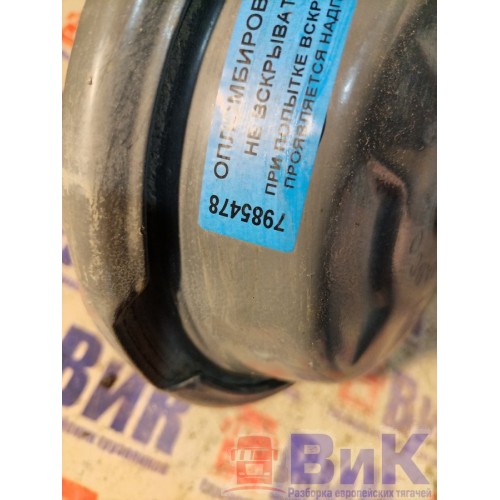 ОПЛОМБИРОВ
НЕ ВСКРЫВАТ
ПРИ ПОПЫТКЕ ВСКР
ПРОЯВЛЯЕТСЯ НАДП
7985478
ВиК
ВиК
Разборка европейских тягачей